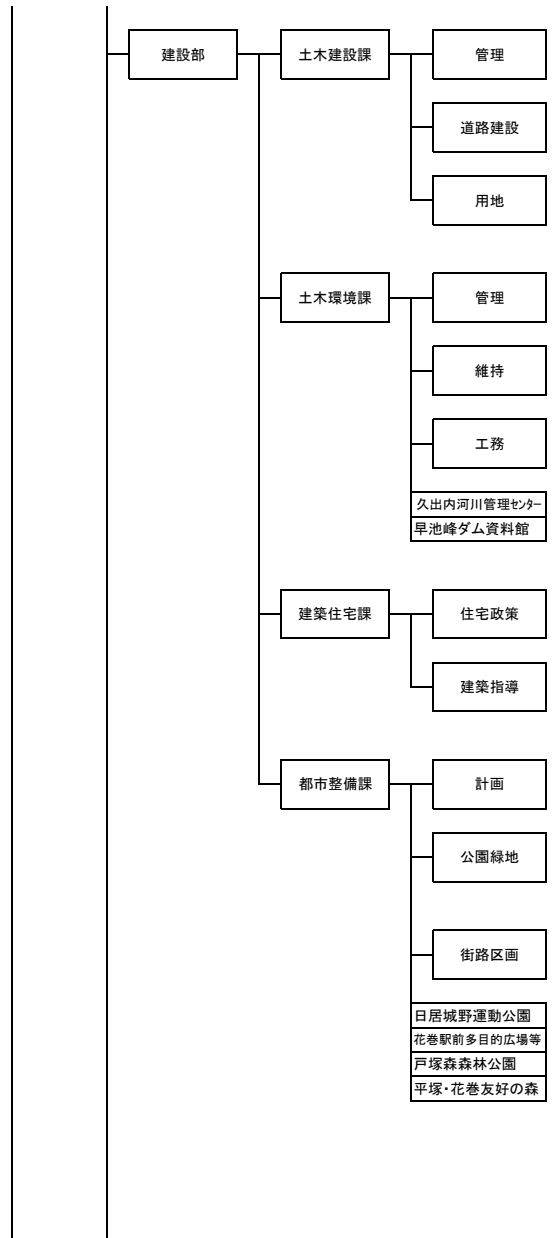 建設部
土木建設課
管理
道路建設
用地
土木環境課
管理
維持
工務
久出内河川管理センター
早池峰ダム資料館
建築住宅課
住宅政策
建築指導
都市整備課
計画
公園緑地
街路区画
日居城野運動公園
花巻駅前多目的広場等
戸塚森森林公園
平塚・花巻友好の森